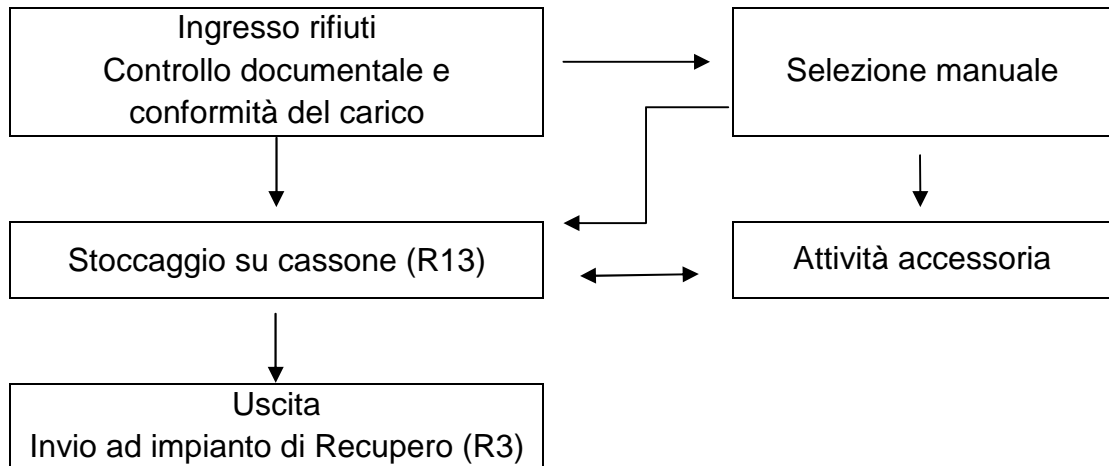 Ingresso rifiuti
Controllo documentale e
conformità del carico
Selezione manuale
Stoccaggio su cassone (R13)
Attività accessoria
Uscita
Invio ad impianto di Recupero (R3)